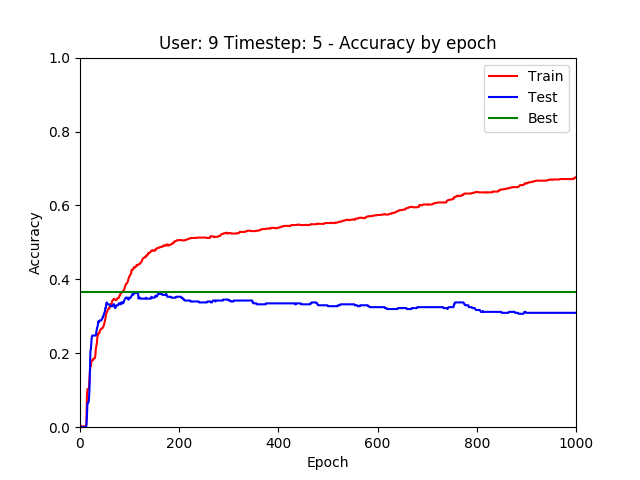 User: 9 Timestep: 5 - Accuracy by epoch
1.0
0.8
0.6
0.4
0.2
0.0
Accuracy
Train
Test
Best
0 200 400 600 800 1000
Epoch